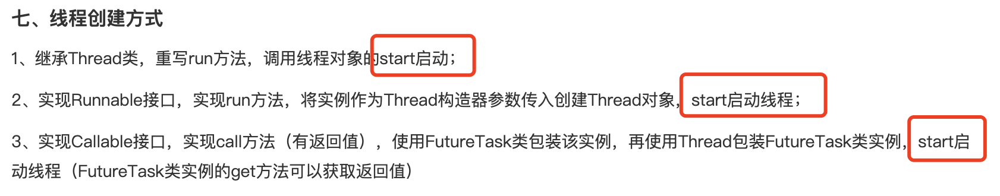 七、线程创建方式
1、继承Thread类，重写run方法，调用线程对象的start启动；
2、实现Runnable接口，实现run方法，将实例作为Thread构造器参数传入创建Thread对象，start启动线程；
3、实现Callable接口，实现call方法（有返回值），使用FutureTask类包装该实例，再使用Thread包装FutureTask类实例，start启
动线程（FutureTask类实例的get方法可以获取返回值）